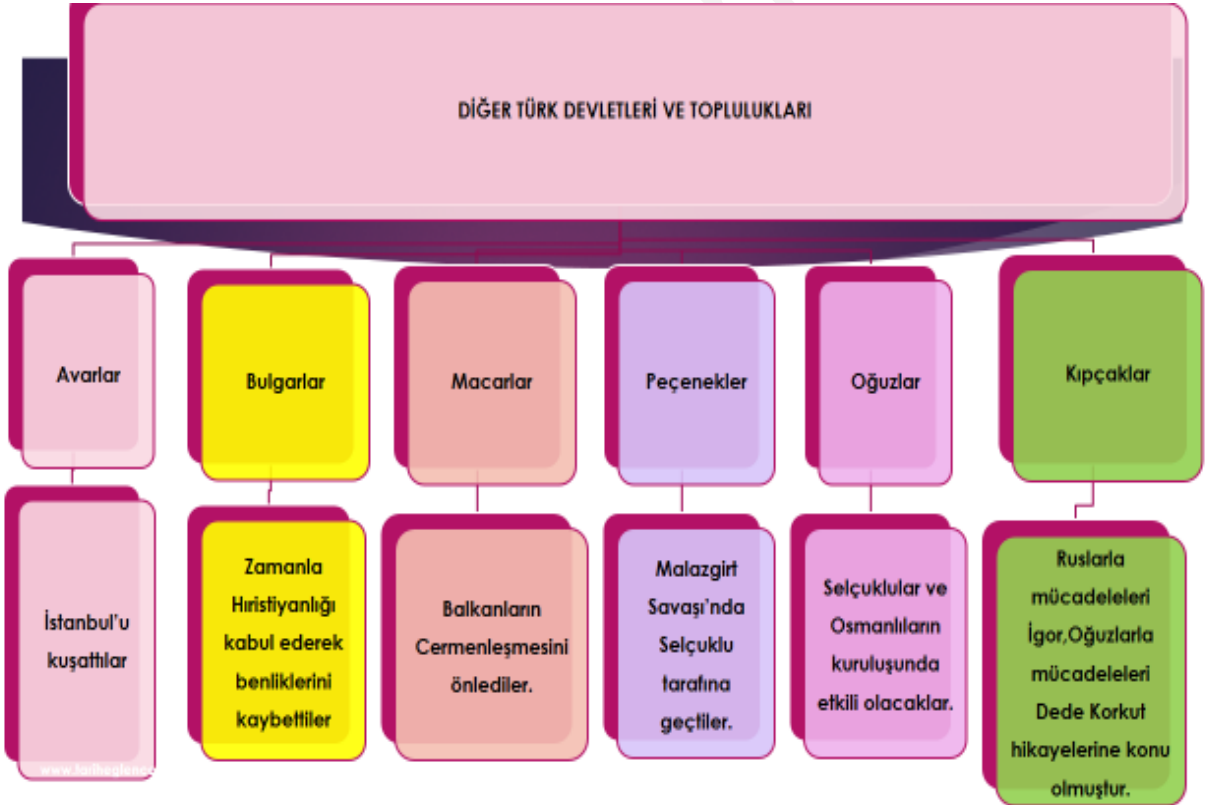 DİĞER TÜRK DEVLETLERİ VE TOPLULUKLARI
Avarlar
Bulgarlar
Macarlar
Peçenekler
Oğuzlar
Kıpçaklar
İstanbul'u
kuşattılar
Zamanla
Hıristiyanlığı
kabul ederek
benliklerini
kaybettiler
Balkanların
Cermenleşmesini
önlediler.
Malazgirt
Savaşı'nda
Selçuklu
tarafına
geçtiler.
Selçuklular ve
Osmanlıların
kuruluşunda
etkili olacaklar.
Ruslarla
mücadeleleri
İgor,Oğuzlarla
mücadeleleri
Dede Korkut
hikayelerine konu
olmuştur.